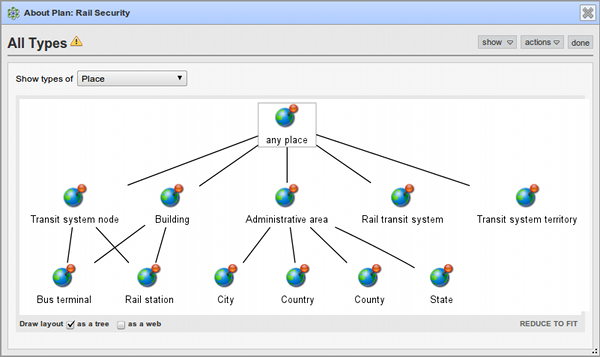 About Plan: Rail Security
All Types
show actions done
Show types of Place
any place
Transit system node Building Administrative area Rail transit system Transit system territory
Bus terminal Rail station City Country County State
Draw layout as a tree as a web REDUCE TO FIT